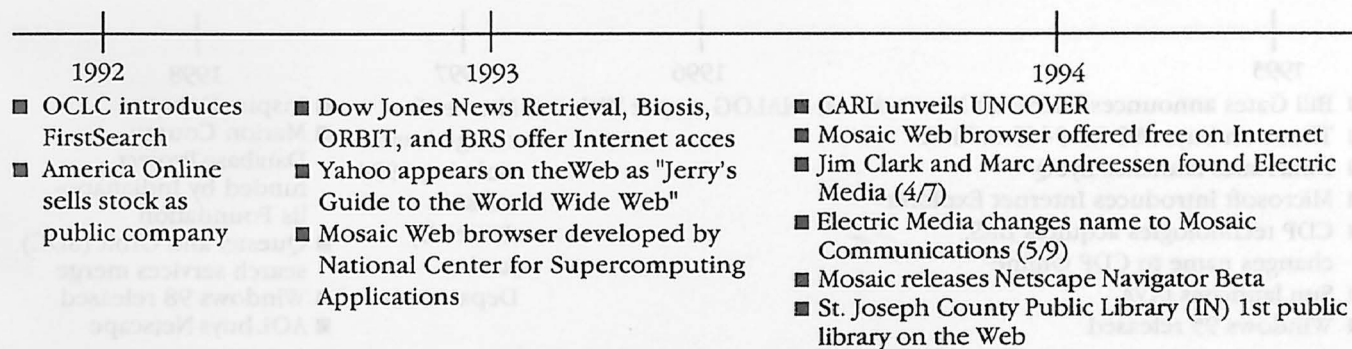 1992
■ OCLC introduces
FirstSearch
■ America Online
sells stock as
public company
1993
■ Dow Jones News Retrieval, Biosis,
ORBIT, and BRS offer Internet acces
■ Yahoo appears on theWeb as "Jerry's
Guide to the World Wide Web"
■ Mosaic Web browser developed by
National Center for Supercomputing
Applications
1994
■ CARL unveils UNCOVER
■ Mosaic Web browser offered free on Internet
■ Jim Clark and Marc Andreessen found Electric
Media (4/7)
■ Electric Media changes name to Mosaic
Communications (5/9)
■ Mosaic releases Netscape Navigator Beta
■ St. Joseph County Public Library (IN) 1st public
library on the Web